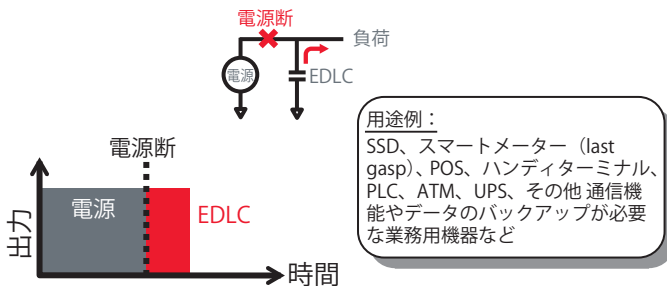 電源断
負荷
電源
EDLC
電源断
電源
EDLC
出力
時間
用途例：
SSD、スマートメーター（last
gasp）、POS、ハンディターミナル、
PLC、ATM、UPS、その他 通信機
能やデータのバックアップが必要
な業務用機器など